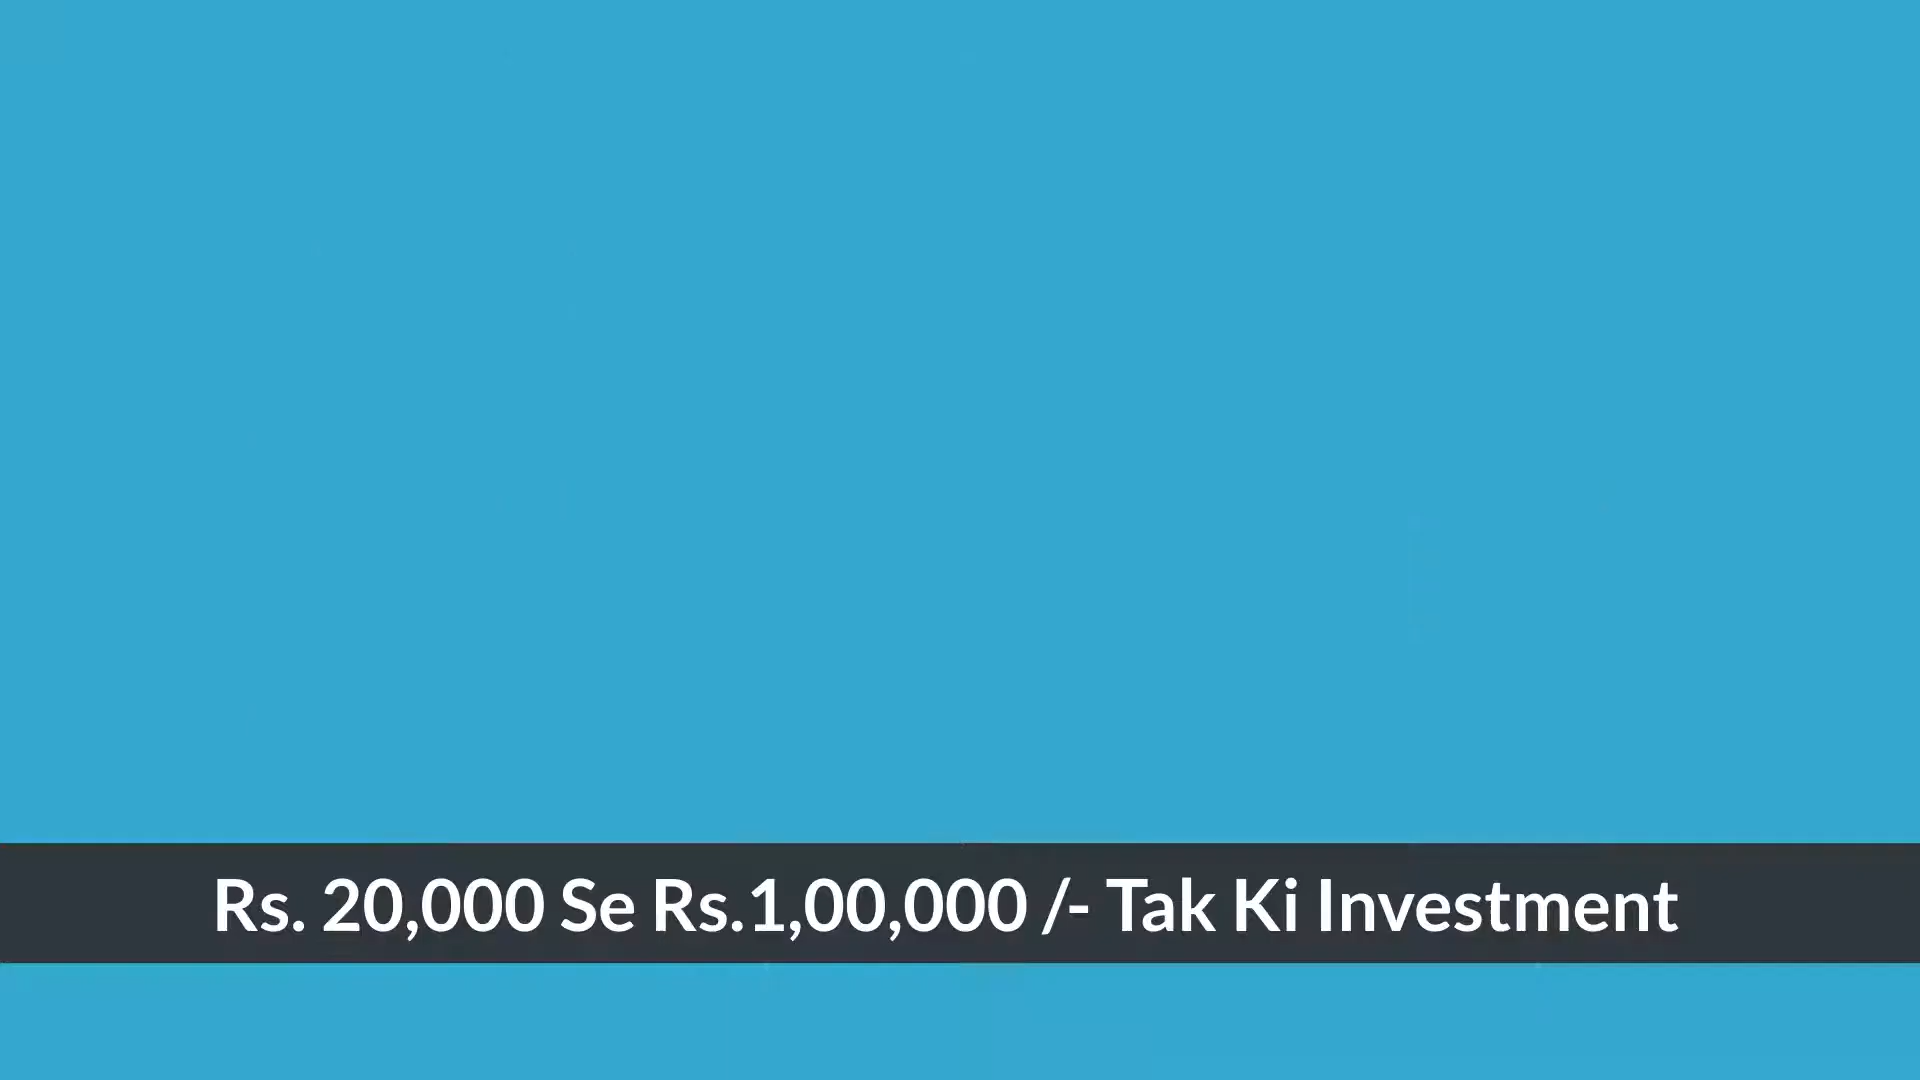 Rs. 20,000 Se Rs.1,00,000 /- Tak Ki Investment